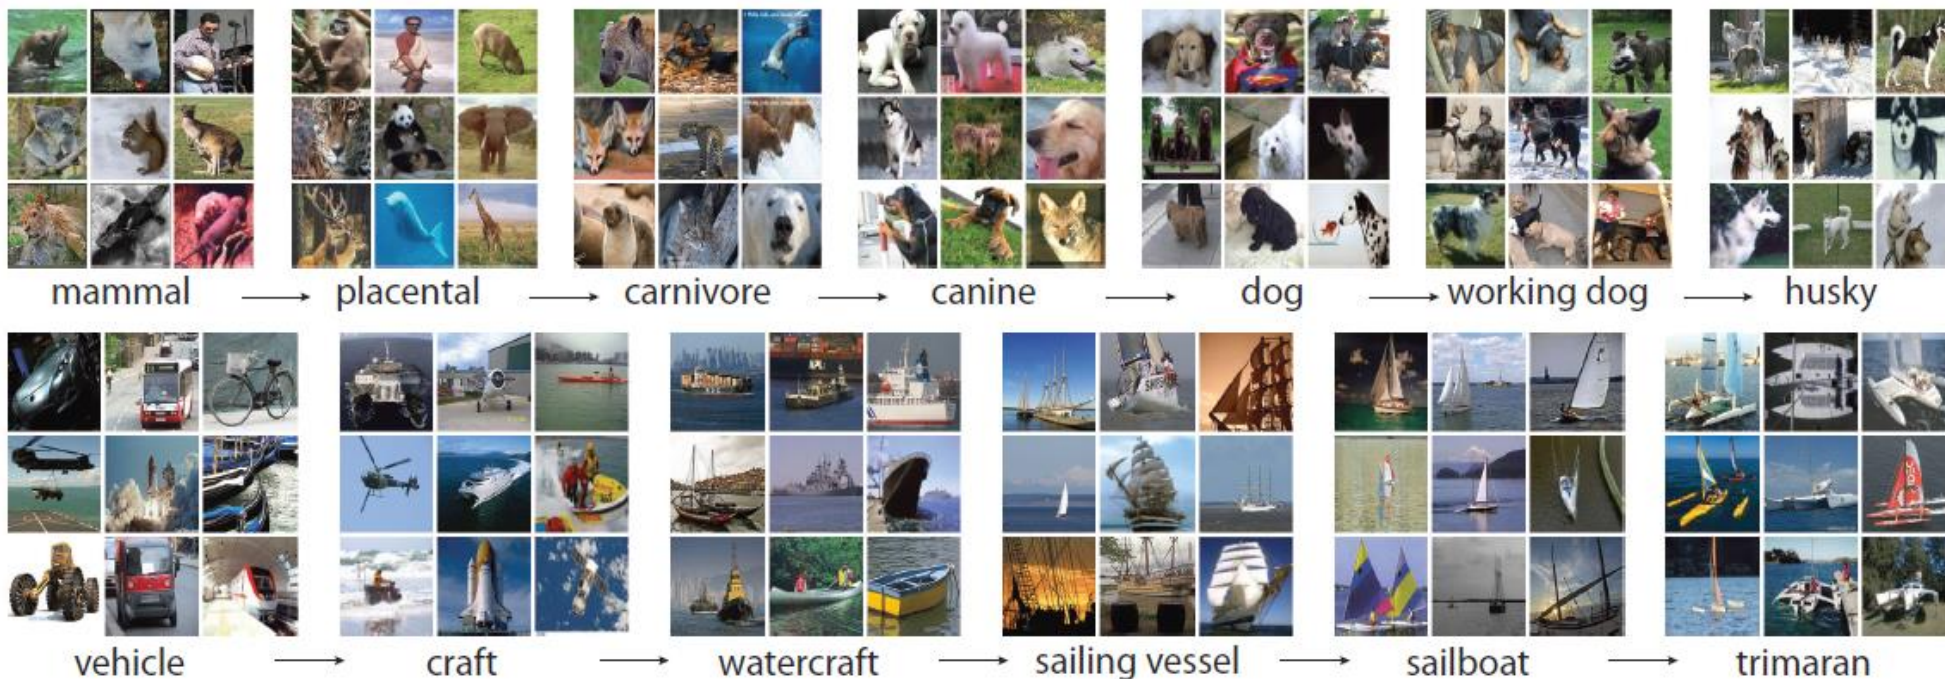 mammal → placental → carnivore → canine → dog → working dog → husky
vehicle → craft → watercraft → sailing vessel → sailboat → trimaran